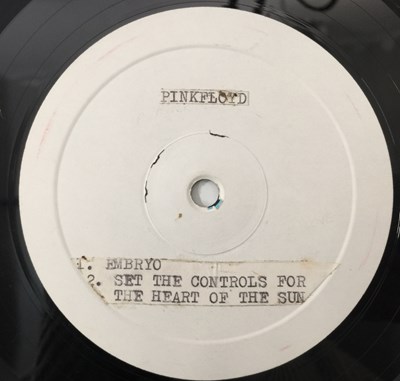 PINKFLOYD
1. EMBRYO
2. SET THE CONTROLS FOR
THE HEART OF THE SUN